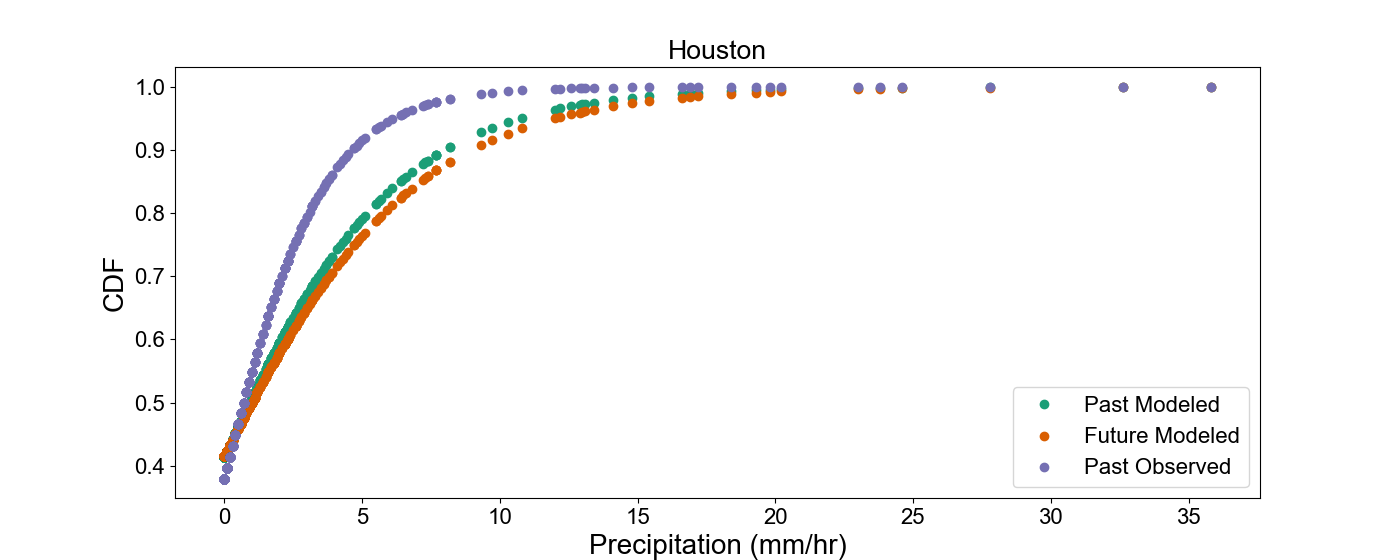 Houston
CDF
1.0
0.9
0.8
0.7
0.6
0.5
0.4
Past Modeled
Future Modeled
Past Observed
0 5 10 15 20 25 30 35
Precipitation (mm/hr)